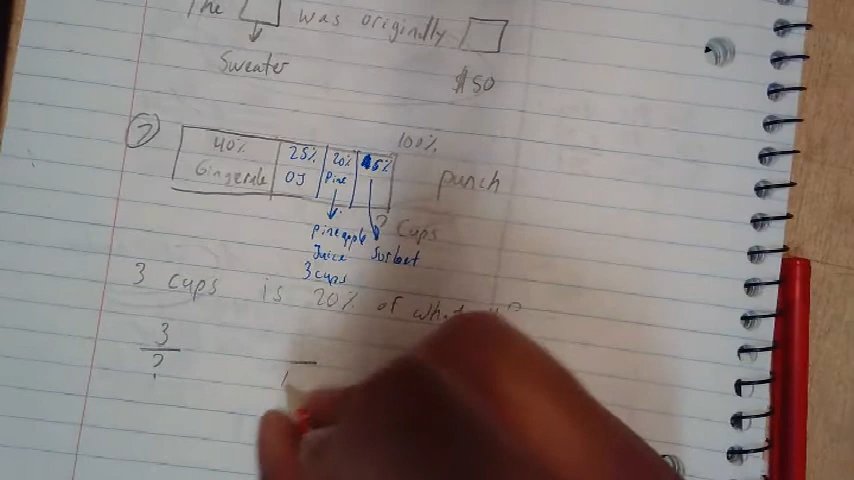 The was originally
Sweater $50
2
40% 25% 20% 15% 100%
Gingerale OJ Pine punch
? Cups
pineapple Juice 3 cups
Sorbet
3 cups is 20% of what #?
3
?